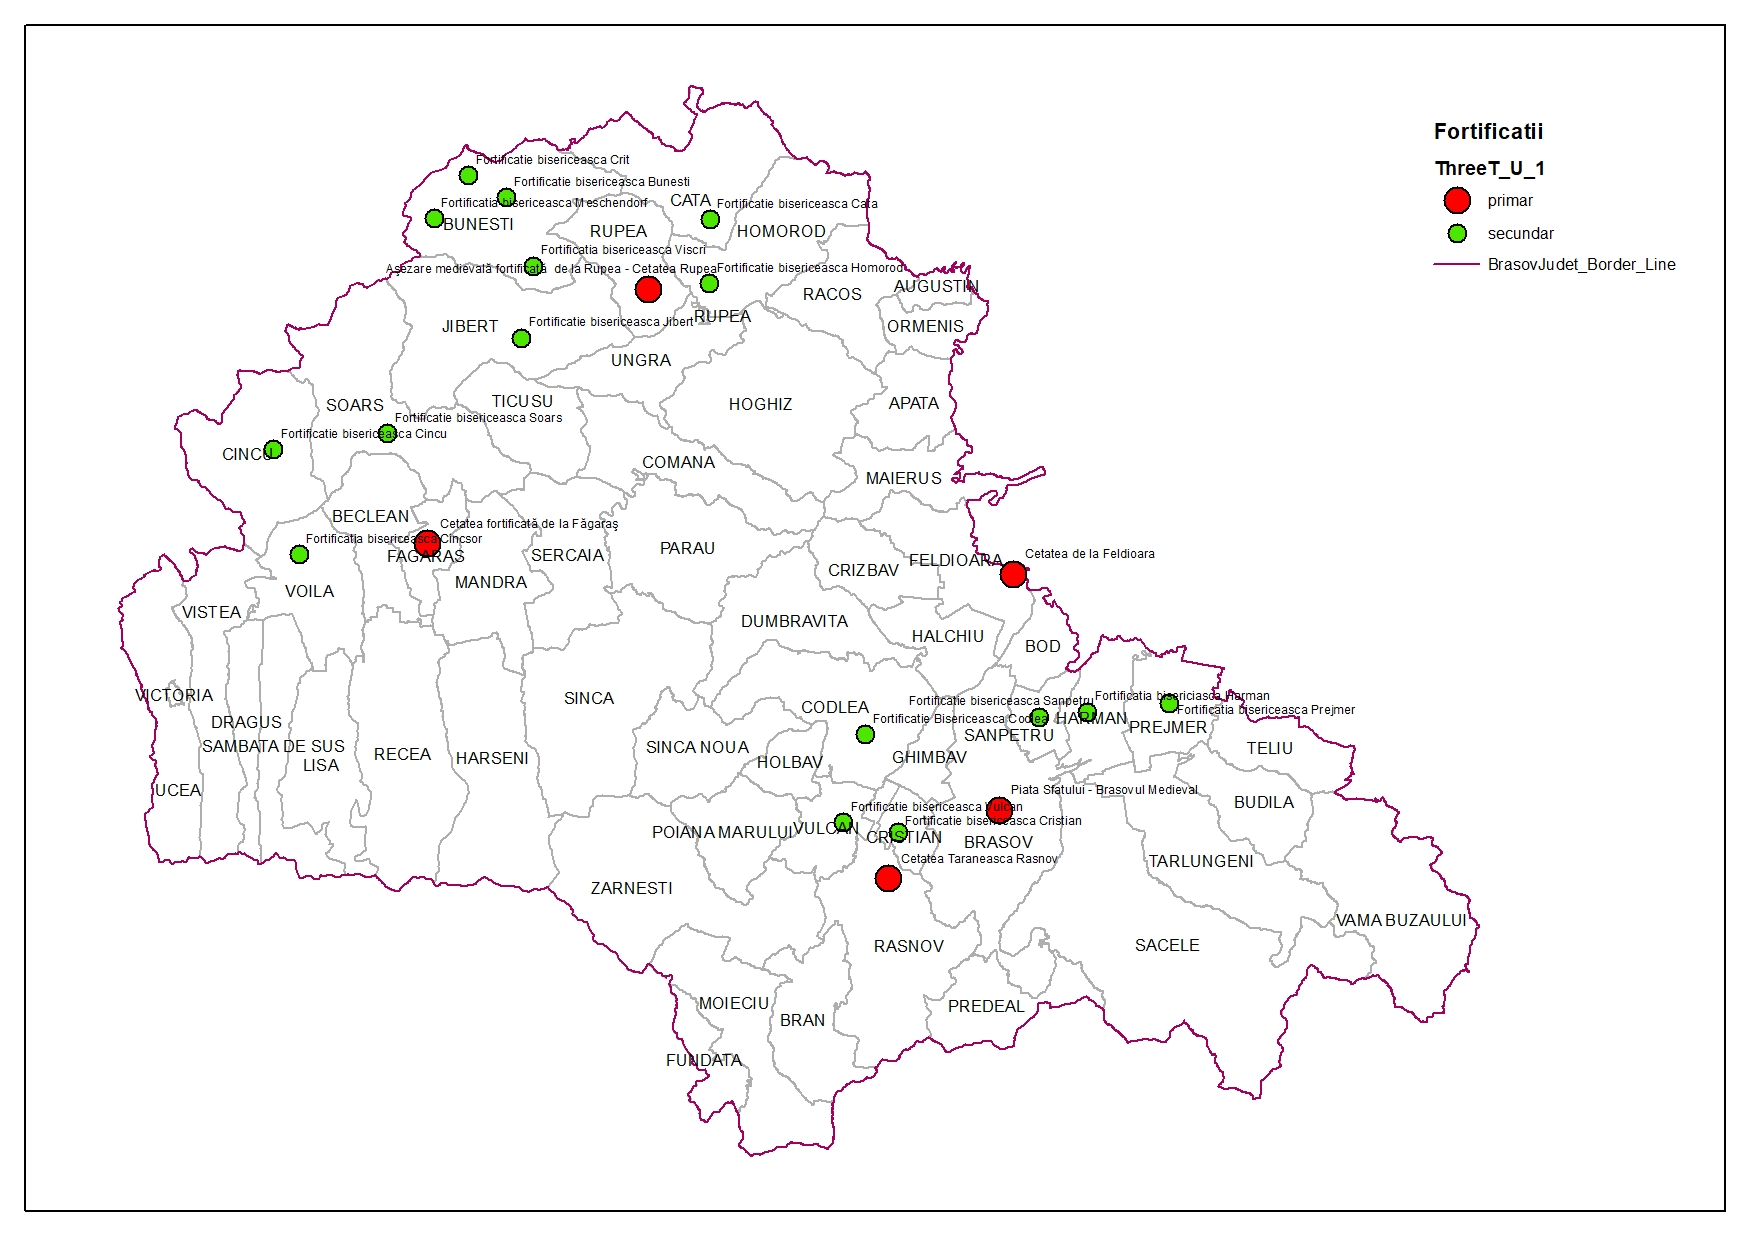 Fortificatii
ThreeT_U_1
primar
secundar
BrasovJudet_Border_Line
Fortificatie bisericeasca Crit
Fortificatie bisericeasca Bunesti
Fortificatia bisericeasca Meschendorf
BUNESTI
CATA
Fortificatie bisericeasca Cata
RUPEA
HOMOROD
Fortificatia bisericeasca Viscri
Așezare medievală fortificată de la Rupea - Cetatea Rupea
Fortificatie bisericeasca Homorod
AUGUSTIN
RACOS
RUPEA
JIBERT
Fortificatie bisericeasca Jibert
ORMENIS
UNGRA
TICUSU
HOGHIZ
APATA
SOARS
Fortificatie bisericeasca Soars
Fortificatie bisericeasca Cincu
CINCU
COMANA
MAIERUS
BECLEAN
Cetatea fortificată de la Făgaraș
Fortificatia bisericeasca Cincsor
FAGARAS
SERCAIA
PARAU
Cetatea de la Feldioara
FELDIOARA
CRIZBAV
MANDRA
VOILA
VISTEA
DUMBRAVITA
HALCHIU
BOD
VICTORIA
SINCA
Fortificatia bisericiasca Harman
Fortificatie bisericeasca Sanpetru
CODLEA
Fortificatia bisericeasca Prejmer
Fortificatie Bisericeasca Codlea
HARMAN
PREJMER
DRAGUS
SANPETRU
SAMBATA DE SUS
SINCA NOUA
TELIU
RECEA
HARSENI
GHIMBAV
HOLBAV
LISA
UCEA
Piata Sfatului - Brasovul Medieval
BUDILA
Fortificatie bisericeasca Vulcan
Fortificatie bisericeasca Cristian
POIANA MARULUI
VULCAN
CRISTIAN
BRASOV
Cetatea Taraneasca Rasnov
TARLUNGENI
ZARNESTI
VAMA BUZAULUI
RASNOV
SACELE
MOIECIU
PREDEAL
BRAN
FUNDATA